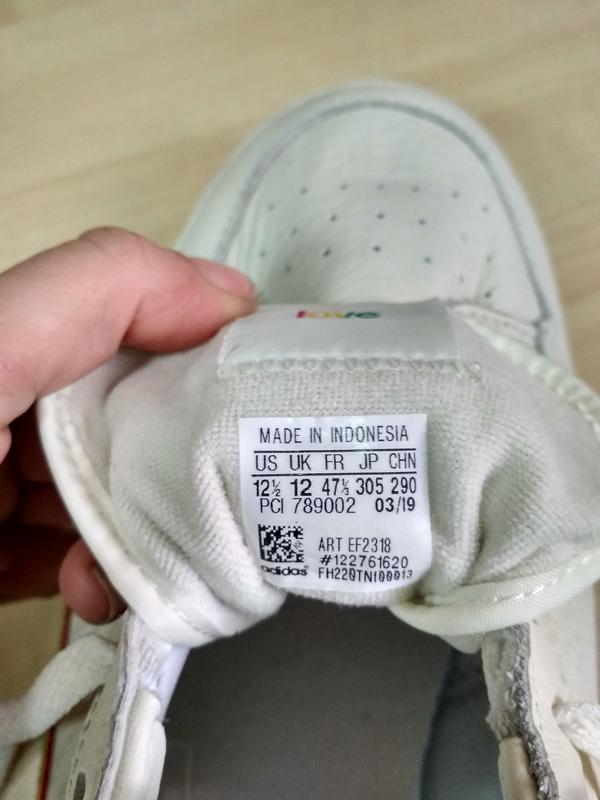 love
MADE IN INDONESIA
US UK FR JP CHN
12½ 12 47⅓ 305 290
PCI 789002 03/19
ART EF2318
#122761620
adidas FH220TN100013